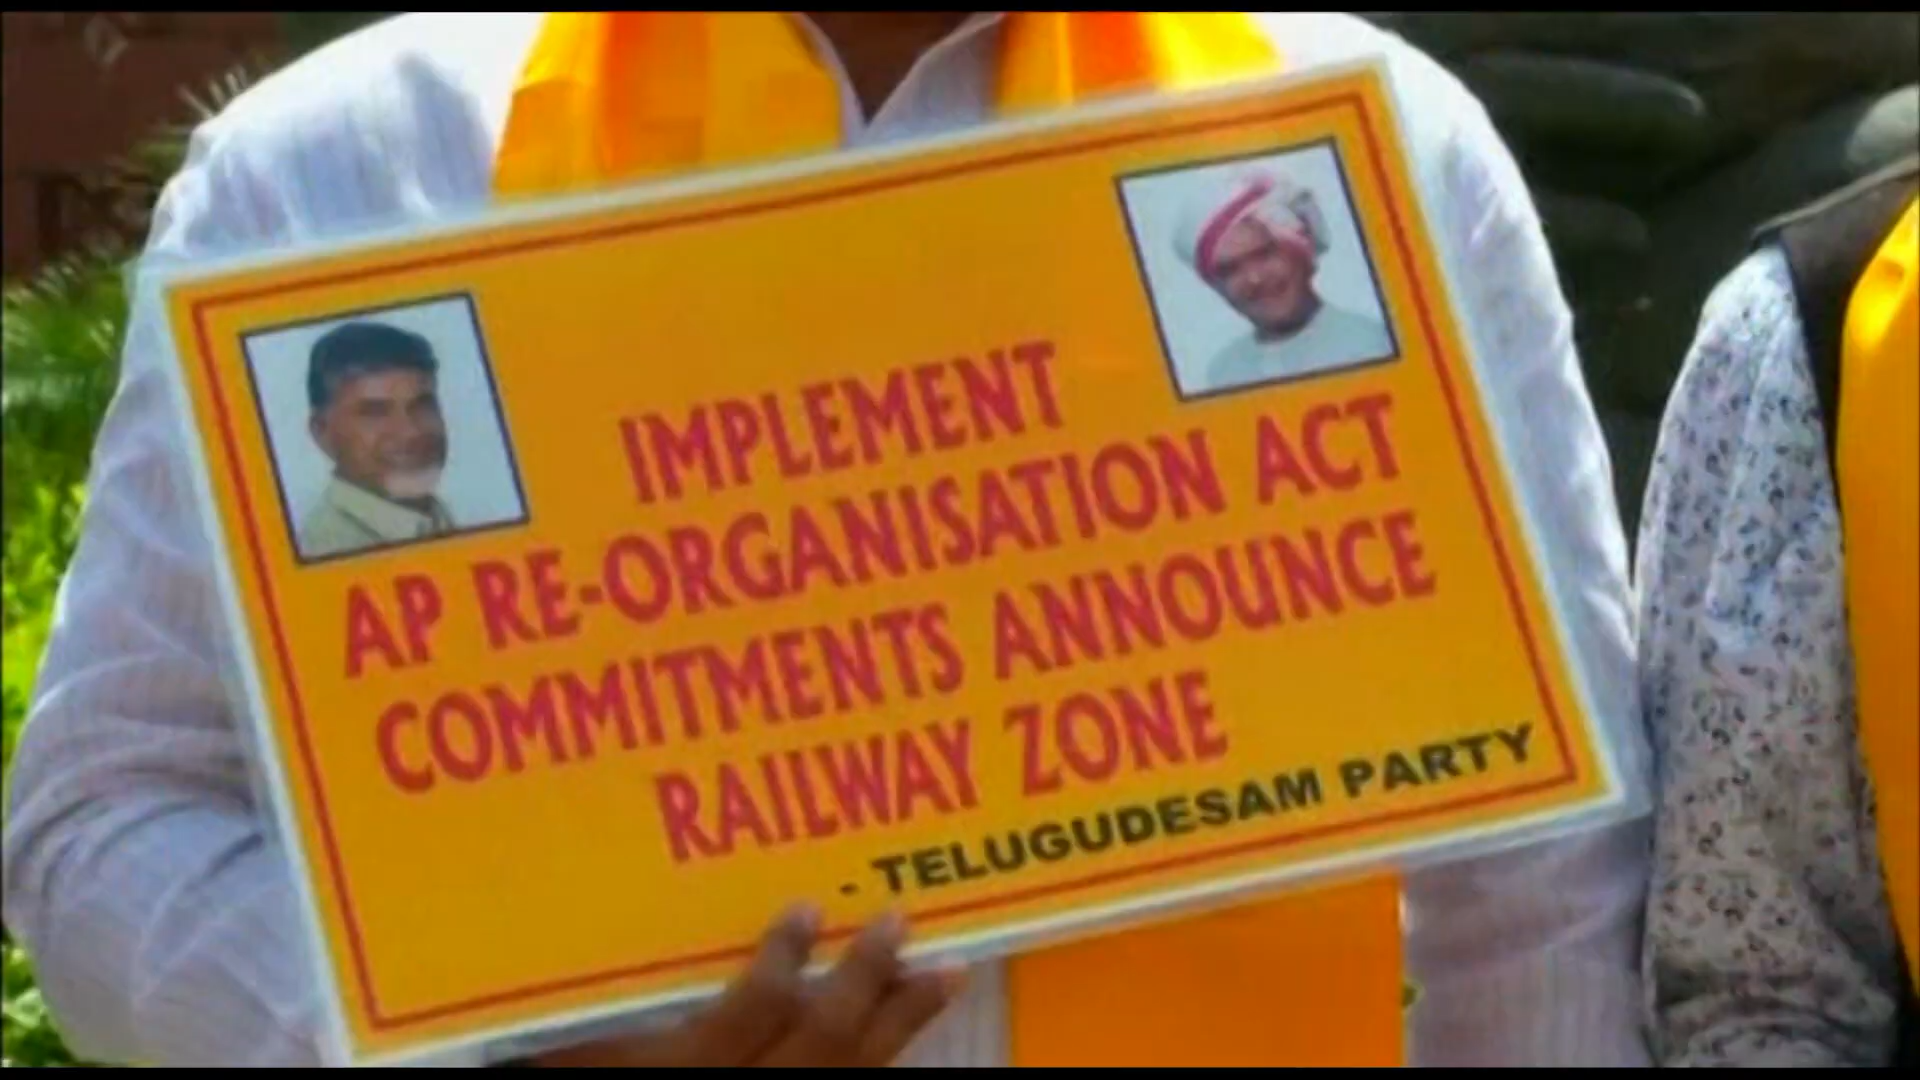 IMPLEMENT
AP RE-ORGANISATION ACT
COMMITMENTS ANNOUNCE
RAILWAY ZONE
- TELUGUDESAM PARTY